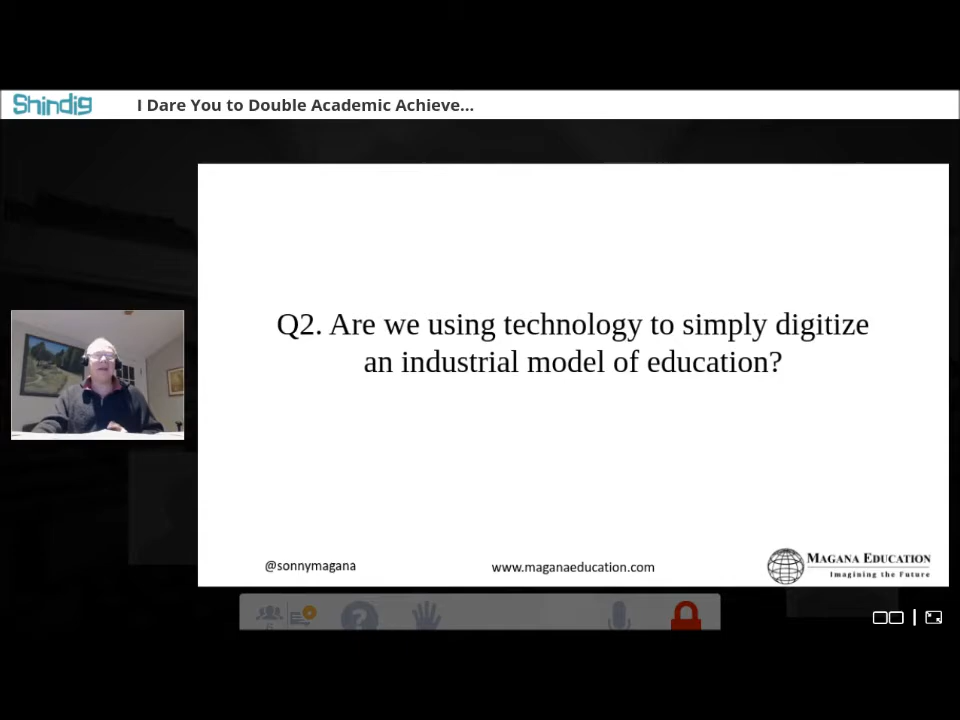 Shindig
I Dare You to Double Academic Achieve...
Q2. Are we using technology to simply digitize
an industrial model of education?
@sonnymagana
www.maganaeducation.com
MAGANA EDUCATION
Imagining the Future